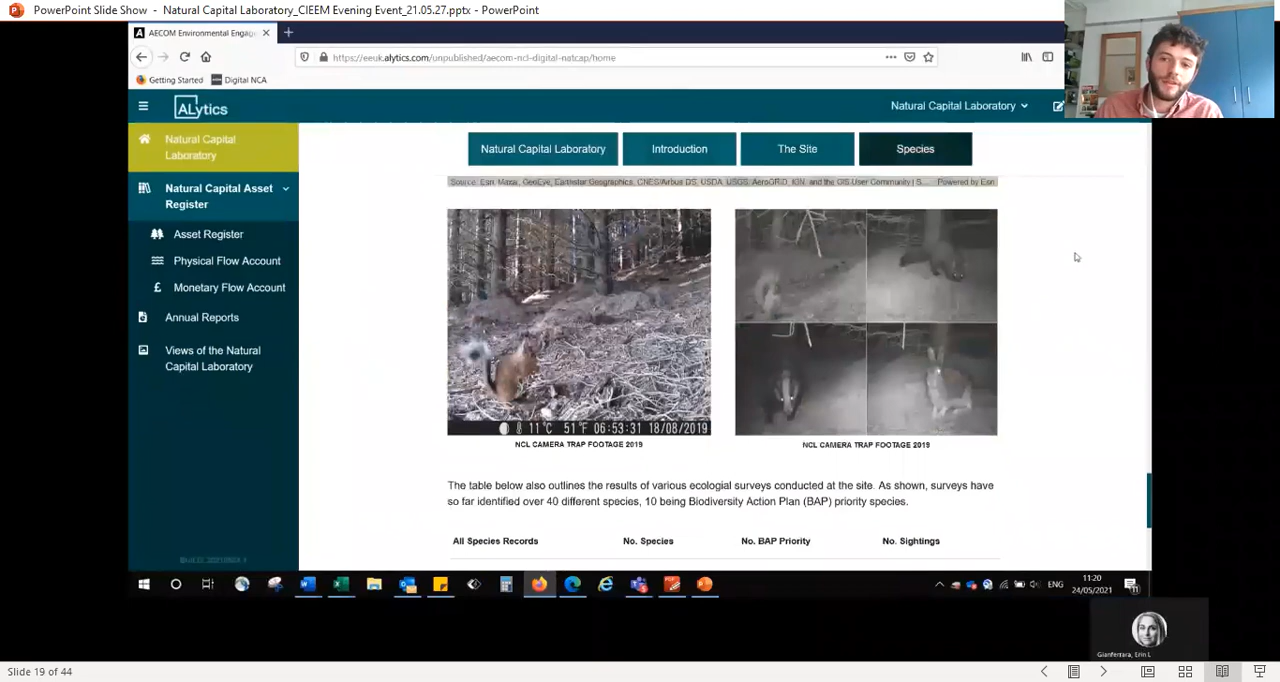 PowerPoint Slide Show - Natural Capital Laboratory_CIEEM Evening Event_21.05.27.pptx - PowerPoint
AECOM Environmental Engag
https://eeuk.alytics.com/unpublished/aecom-ncl-digital-natcap/home
Getting Started
Digital NCA
ALytics
Natural Capital Laboratory
Natural Capital
Laboratory
Natural Capital Asset
Register
Asset Register
Physical Flow Account
£ Monetary Flow Account
Annual Reports
Views of the Natural
Capital Laboratory
Natural Capital Laboratory
Introduction
The Site
Species
Source: Esri, Maxar, GeoEye, Earthstar Geographics, CNES/Airbus DS, USDA, USGS, AeroGRID, IGN, and the GIS User Community | S...
Powered by Esri
11°C 51°F 06:53:31 18/08/2019
NCL CAMERA TRAP FOOTAGE 2019
NCL CAMERA TRAP FOOTAGE 2019
The table below also outlines the results of various ecologial surveys conducted at the site. As shown, surveys have
so far identified over 40 different species, 10 being Biodiversity Action Plan (BAP) priority species.
All Species Records
No. Species
No. BAP Priority
No. Sightings
ENG
11:20
24/05/2021
Gianferrara, Erin L
Slide 19 of 44